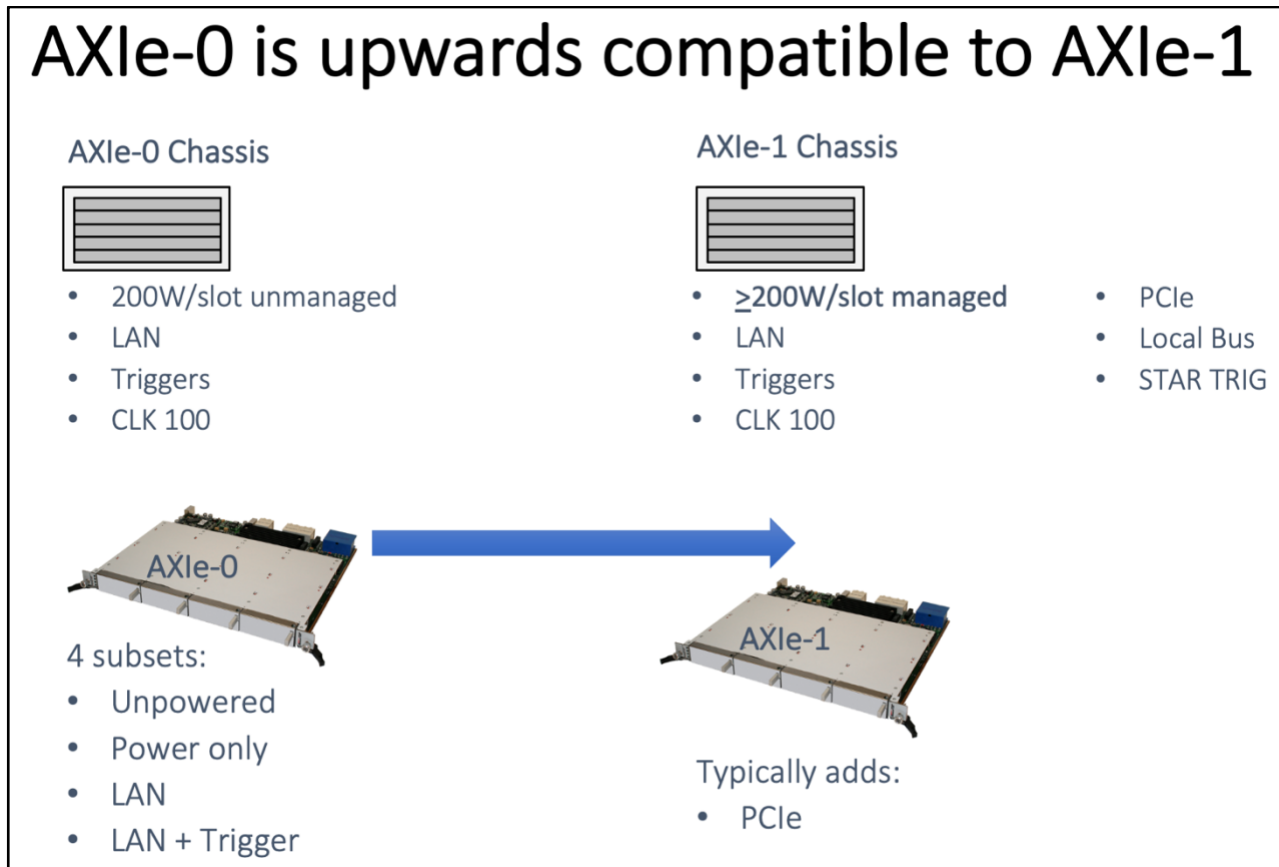 AXIe-0 is upwards compatible to AXIe-1
AXIe-0 Chassis
• 200W/slot unmanaged
• LAN
• Triggers
• CLK 100
AXIe-1 Chassis
• ≥200W/slot managed
• LAN
• Triggers
• CLK 100
• PCIe
• Local Bus
• STAR TRIG
AXIe-0
4 subsets:
• Unpowered
• Power only
• LAN
• LAN + Trigger
AXIe-1
Typically adds:
• PCIe